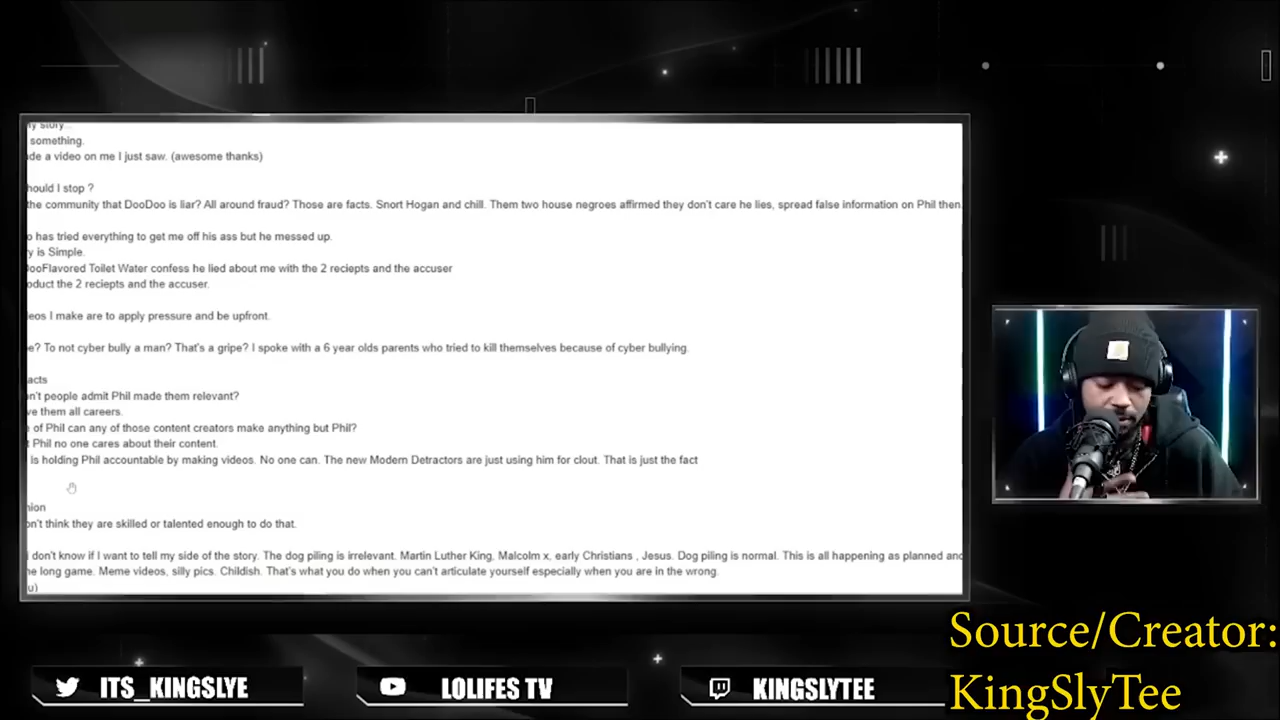 my story...
something.
ade a video on me I just saw. (awesome thanks)
hould I stop ?
the community that DooDoo is liar? All around fraud? Those are facts. Snort Hogan and chill. Them two house negroes affirmed they don't care he lies, spread false information on Phil then.
o has tried everything to get me off his ass but he messed up.
y is Simple.
DooFlavored Toilet Water confess he lied about me with the 2 reciepts and the accuser
oduct the 2 reciepts and the accuser.
eos I make are to apply pressure and be upfront.
e? To not cyber bully a man? That's a gripe? I spoke with a 6 year olds parents who tried to kill themselves because of cyber bullying.
acts
n't people admit Phil made them relevant?
ve them all careers.
of Phil can any of those content creators make anything but Phil?
t Phil no one cares about their content.
is holding Phil accountable by making videos. No one can. The new Modern Detractors are just using him for clout. That is just the fact
nion
on't think they are skilled or talented enough to do that.
I don't know if I want to tell my side of the story. The dog piling is irrelevant. Martin Luther King, Malcolm x, early Christians , Jesus. Dog piling is normal. This is all happening as planned and
he long game. Meme videos, silly pics. Childish. That's what you do when you can't articulate yourself especially when you are in the wrong.
u)
ITS_KINGSLYE
LOLIFES TV
KINGSLYTEE
Source/Creator:
KingSlyTee